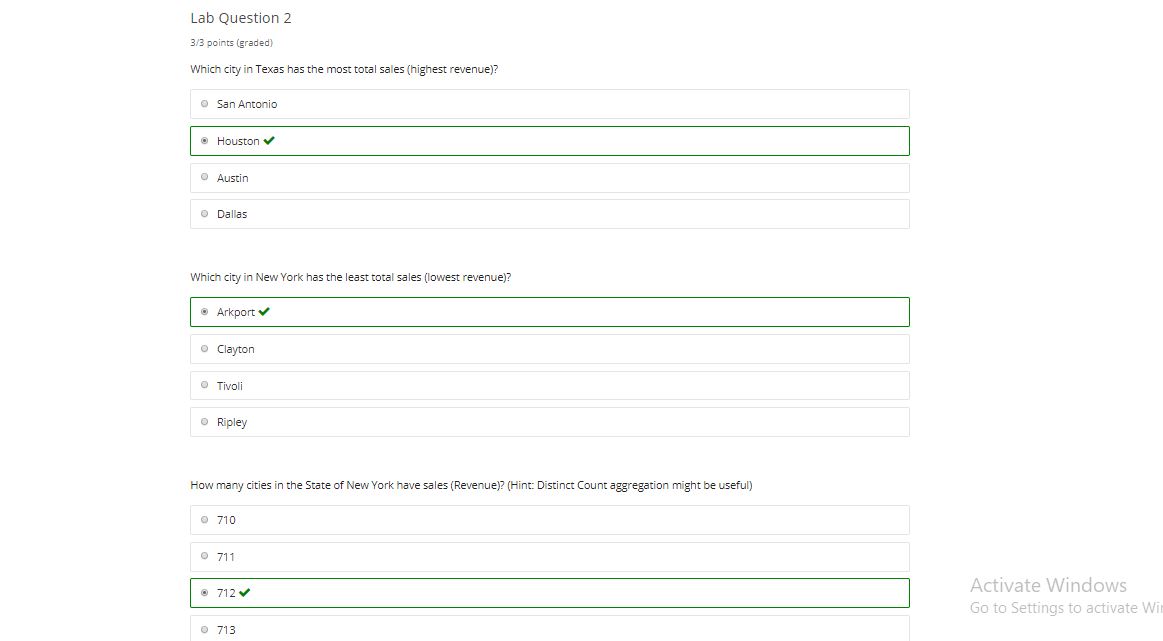 Lab Question 2
3/3 points (graded)
Which city in Texas has the most total sales (highest revenue)?
San Antonio
Houston
Austin
Dallas
Which city in New York has the least total sales (lowest revenue)?
Arkport
Clayton
Tivoli
Ripley
How many cities in the State of New York have sales (Revenue)? (Hint: Distinct Count aggregation might be useful)
710
711
712
713
Activate Windows
Go to Settings to activate Wi